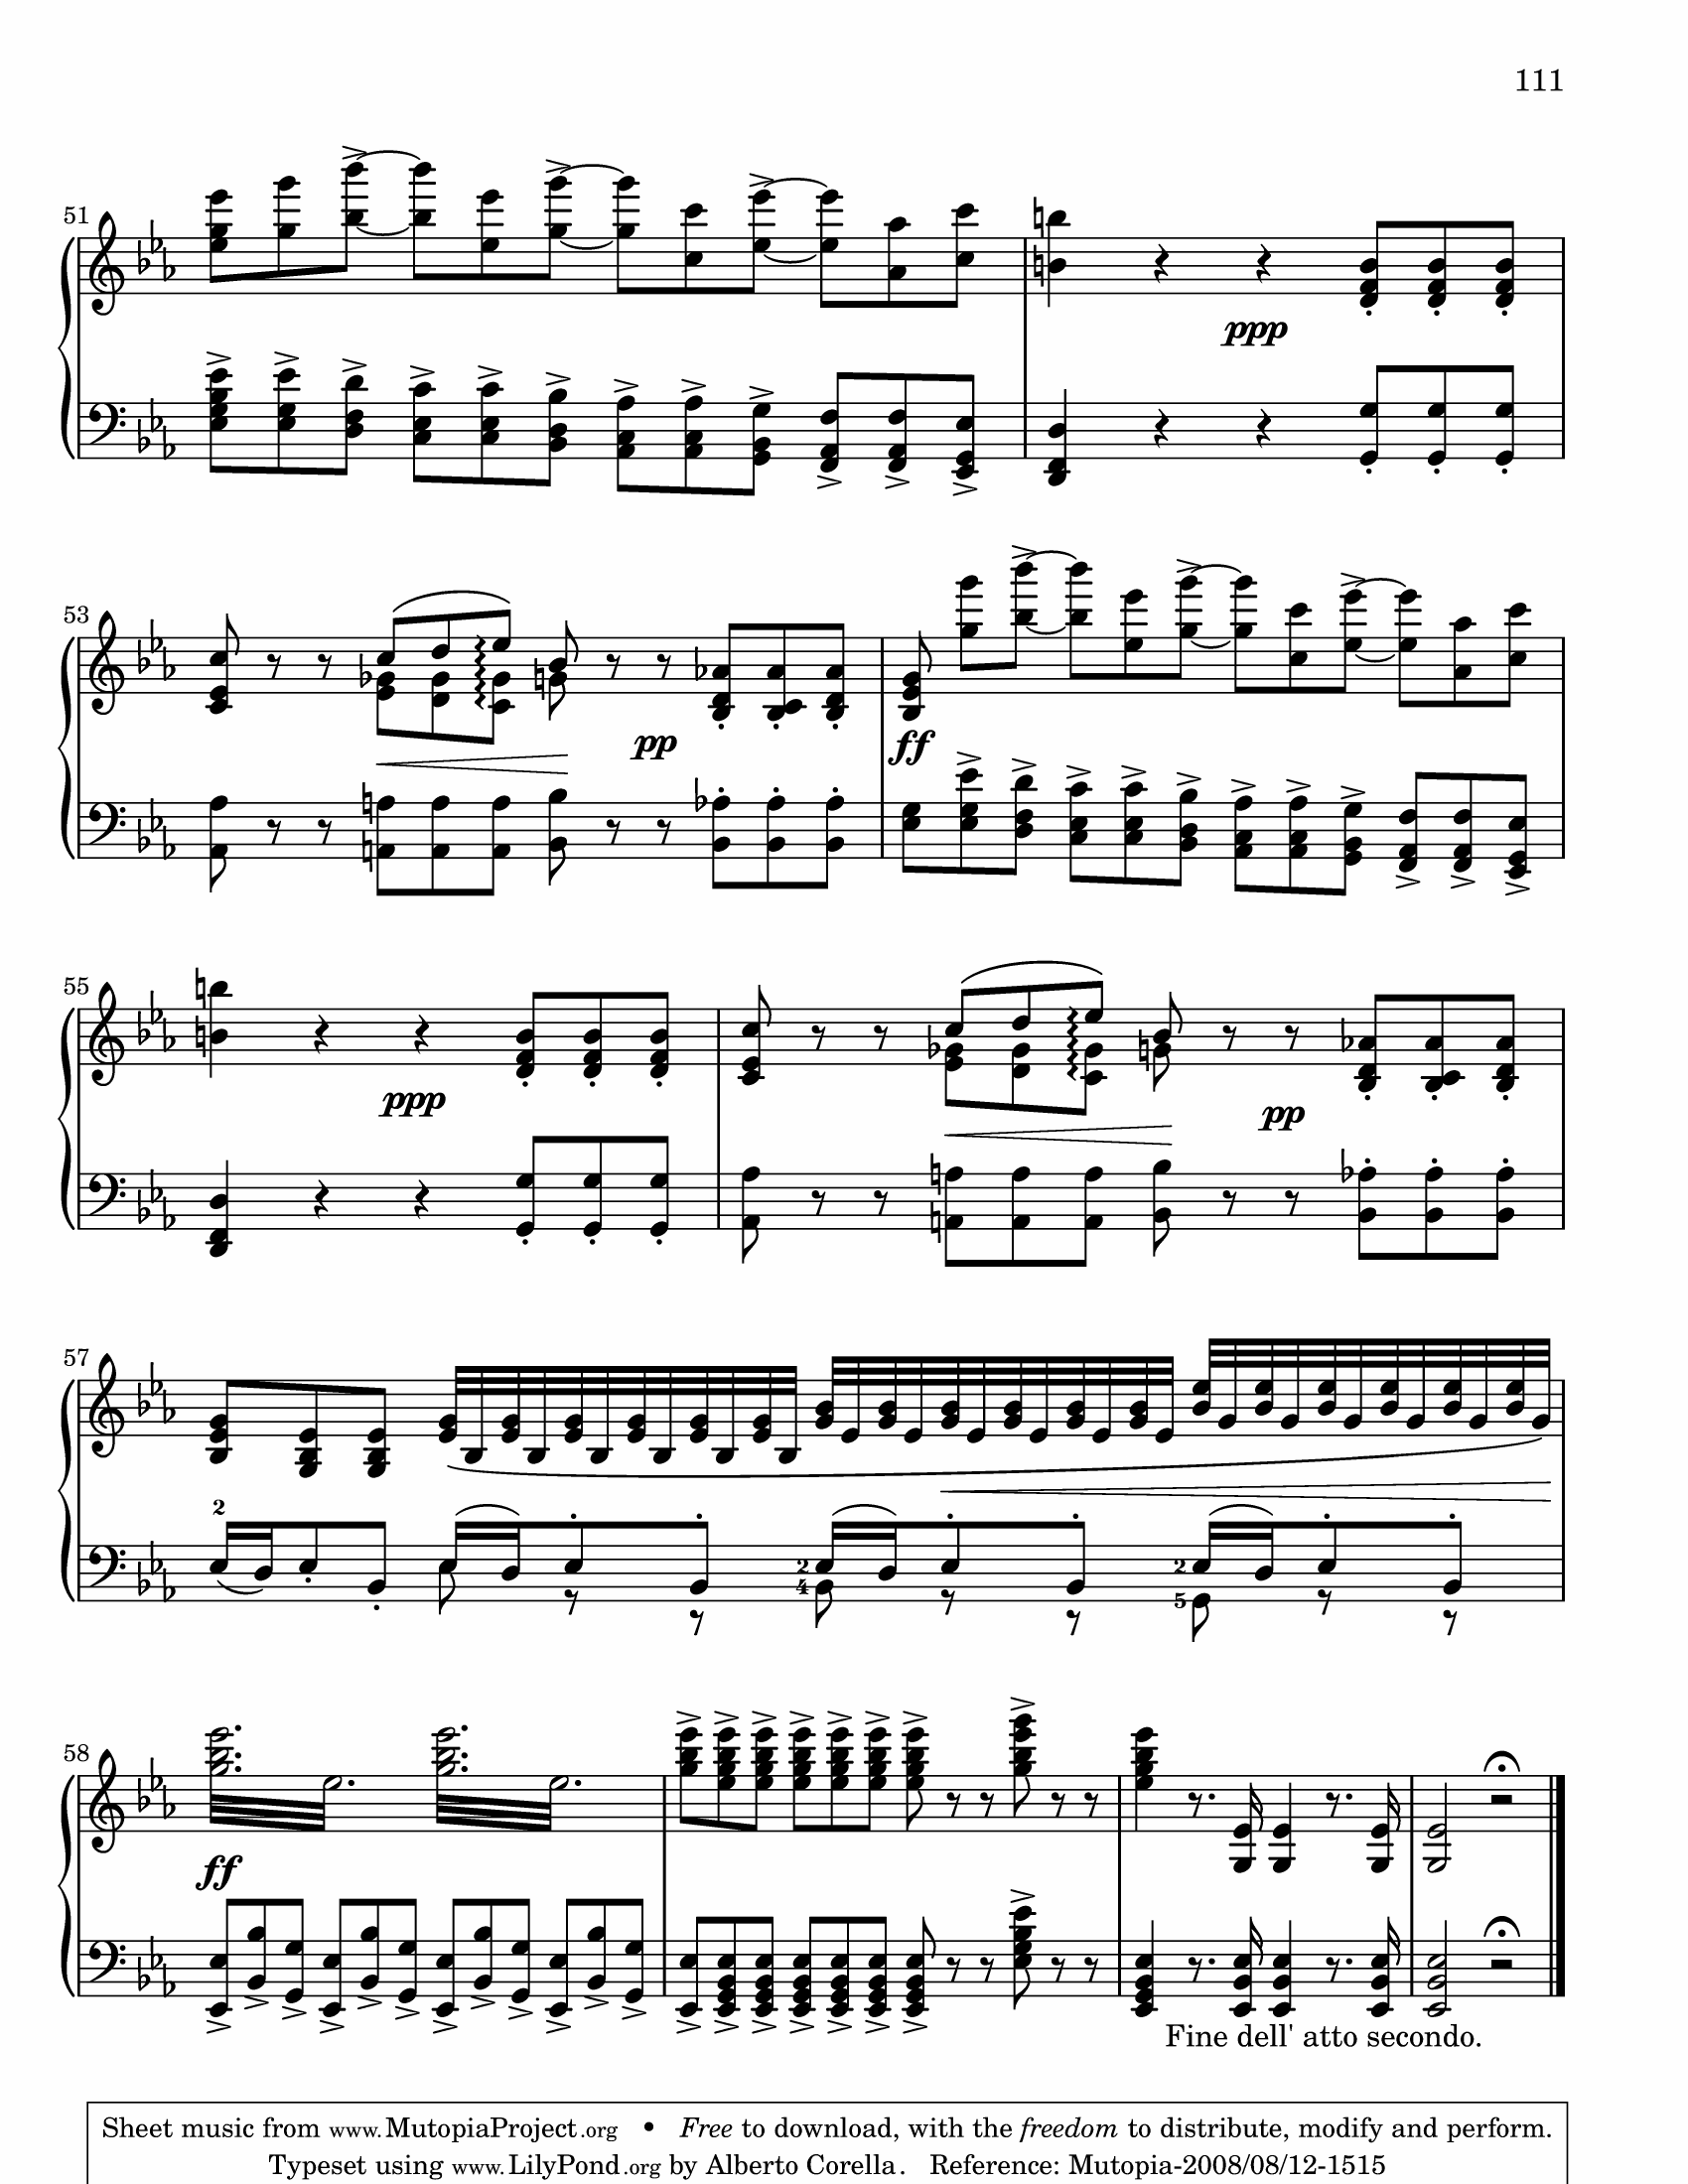 111
51
ppp
53
pp
ff
55
ppp
pp
57
2
2
4
2
5
58
ff
Fine dell' atto secondo.
Sheet music from www.MutopiaProject.org • Free to download, with the freedom to distribute, modify and perform.
Typeset using www.LilyPond.org by Alberto Corella. Reference: Mutopia-2008/08/12-1515